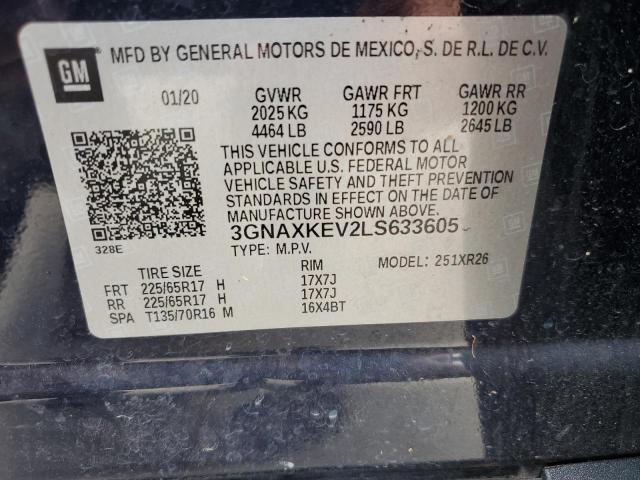 GM
MFD BY GENERAL MOTORS DE MEXICO, S. DE R.L. DE C.V.
01/20 GVWR GAWR FRT GAWR RR
2025 KG 1175 KG 1200 KG
4464 LB 2590 LB 2645 LB
THIS VEHICLE CONFORMS TO ALL
APPLICABLE U.S. FEDERAL MOTOR
VEHICLE SAFETY AND THEFT PREVENTION
STANDARDS IN EFFECT ON THE DATE OF
MANUFACTURE SHOWN ABOVE.
328E
3GNAXKEV2LS633605
TYPE: M.P.V. MODEL: 251XR26
TIRE SIZE RIM
FRT 225/65R17 H 17X7J
RR 225/65R17 H 17X7J
SPA T135/70R16 M 16X4BT